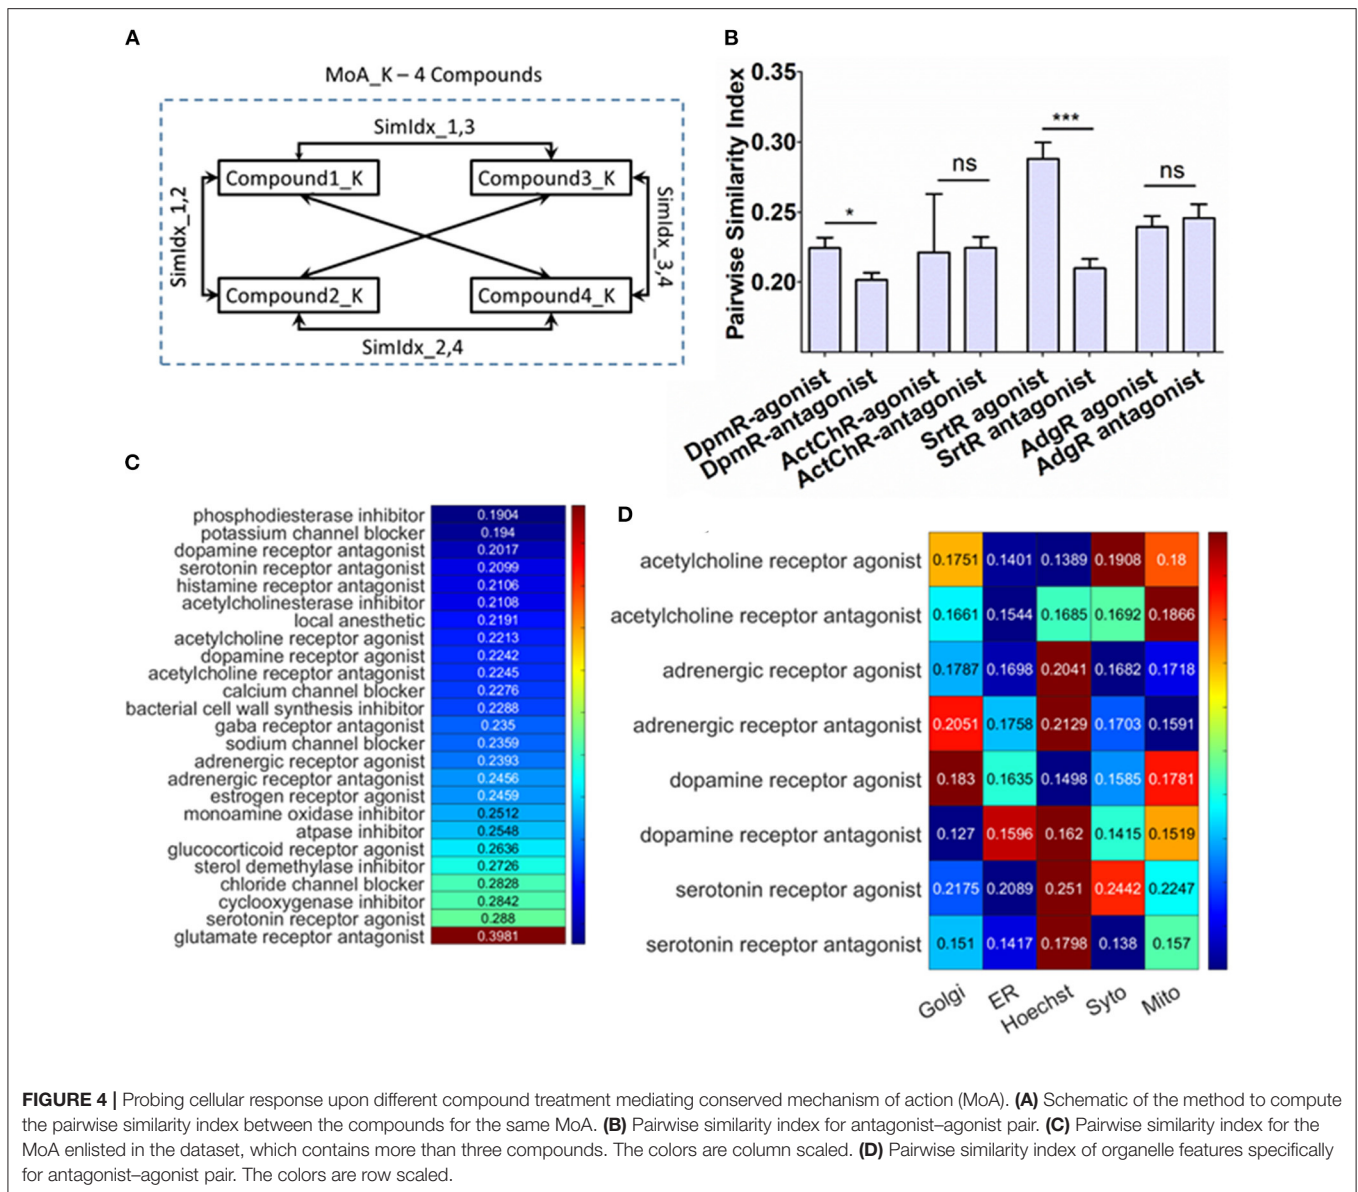 A
MoA_K – 4 Compounds
SimIdx_1,3
Compound1_K
Compound3_K
SimIdx_1,2
SimIdx_3,4
Compound2_K
Compound4_K
SimIdx_2,4
B
Pairwise Similarity Index
0.35
0.30
0.25
0.20
*
ns
***
ns
DpmR-agonist
DpmR-antagonist
ActChR-agonist
ActChR-antagonist
SrtR agonist
SrtR antagonist
AdgR agonist
AdgR antagonist
C
phosphodiesterase inhibitor 0.1904
potassium channel blocker 0.194
dopamine receptor antagonist 0.2017
serotonin receptor antagonist 0.2099
histamine receptor antagonist 0.2106
acetylcholinesterase inhibitor 0.2108
local anesthetic 0.2191
acetylcholine receptor agonist 0.2213
dopamine receptor agonist 0.2242
acetylcholine receptor antagonist 0.2245
calcium channel blocker 0.2276
bacterial cell wall synthesis inhibitor 0.2288
gaba receptor antagonist 0.235
sodium channel blocker 0.2359
adrenergic receptor agonist 0.2393
adrenergic receptor antagonist 0.2456
estrogen receptor agonist 0.2459
monoamine oxidase inhibitor 0.2512
atpase inhibitor 0.2548
glucocorticoid receptor agonist 0.2636
sterol demethylase inhibitor 0.2726
chloride channel blocker 0.2828
cyclooxygenase inhibitor 0.2842
serotonin receptor agonist 0.288
glutamate receptor antagonist 0.3981
D
acetylcholine receptor agonist 0.1751 0.1401 0.1389 0.1908 0.18
acetylcholine receptor antagonist 0.1661 0.1544 0.1685 0.1692 0.1866
adrenergic receptor agonist 0.1787 0.1698 0.2041 0.1682 0.1718
adrenergic receptor antagonist 0.2051 0.1758 0.2129 0.1703 0.1591
dopamine receptor agonist 0.183 0.1635 0.1498 0.1585 0.1781
dopamine receptor antagonist 0.127 0.1596 0.162 0.1415 0.1519
serotonin receptor agonist 0.2175 0.2089 0.251 0.2442 0.2247
serotonin receptor antagonist 0.151 0.1417 0.1798 0.138 0.157
Golgi ER Hoechst Syto Mito
FIGURE 4 | Probing cellular response upon different compound treatment mediating conserved mechanism of action (MoA). (A) Schematic of the method to compute
the pairwise similarity index between the compounds for the same MoA. (B) Pairwise similarity index for antagonist–agonist pair. (C) Pairwise similarity index for the
MoA enlisted in the dataset, which contains more than three compounds. The colors are column scaled. (D) Pairwise similarity index of organelle features specifically
for antagonist–agonist pair. The colors are row scaled.